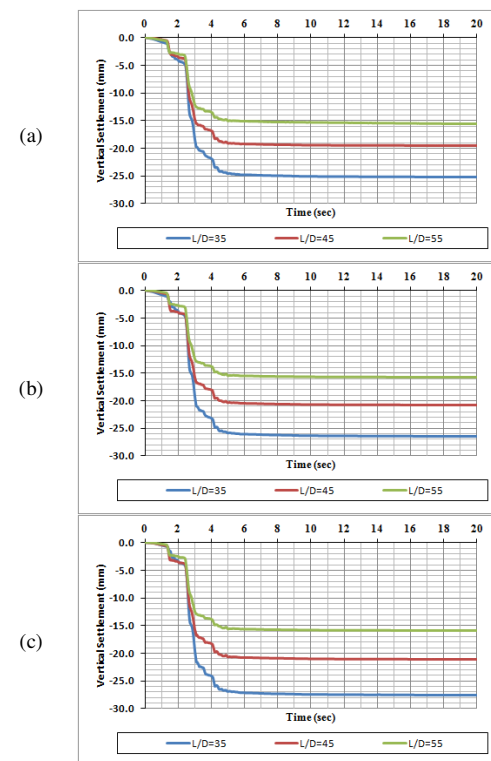 (a)
0 2 4 6 8 10 12 14 16 18 20
0.0
-5.0
-10.0
-15.0
-20.0
-25.0
-30.0
Vertical Settlement (mm)
Time (sec)
L/D=35 L/D=45 L/D=55
(b)
0 2 4 6 8 10 12 14 16 18 20
0.0
-5.0
-10.0
-15.0
-20.0
-25.0
-30.0
Vertical Settlement (mm)
Time (sec)
L/D=35 L/D=45 L/D=55
(c)
0 2 4 6 8 10 12 14 16 18 20
0.0
-5.0
-10.0
-15.0
-20.0
-25.0
-30.0
Vertical Settlement (mm)
Time (sec)
L/D=35 L/D=45 L/D=55